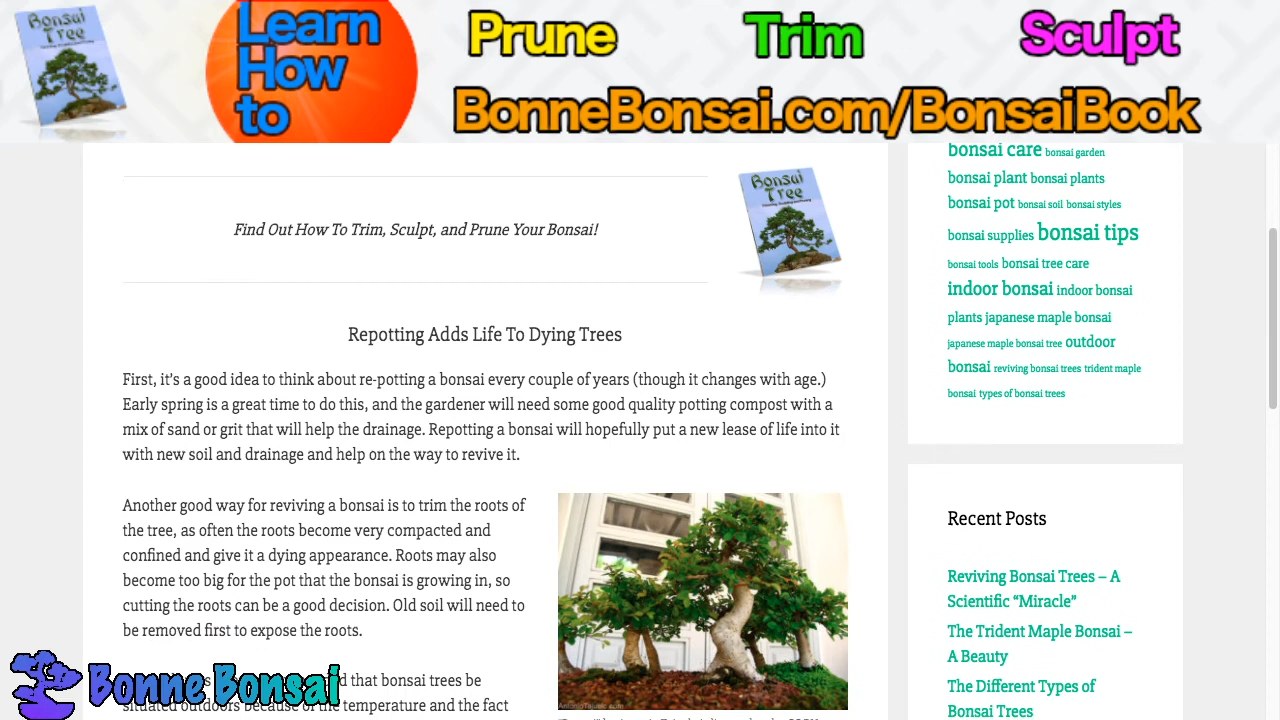 Bonsai
Tree
Learn
How
to
Prune Trim Sculpt
BonneBonsai.com/BonsaiBook
Find Out How To Trim, Sculpt, and Prune Your Bonsai!
Bonsai
Tree
Repotting Adds Life To Dying Trees
First, it's a good idea to think about re-potting a bonsai every couple of years (though it changes with age.)
Early spring is a great time to do this, and the gardener will need some good quality potting compost with a
mix of sand or grit that will help the drainage. Repotting a bonsai will hopefully put a new lease of life into it
with new soil and drainage and help on the way to revive it.
Another good way for reviving a bonsai is to trim the roots of
the tree, as often the roots become very compacted and
confined and give it a dying appearance. Roots may also
become too big for the pot that the bonsai is growing in, so
cutting the roots can be a good decision. Old soil will need to
be removed first to expose the roots.
d that bonsai trees be
temperature and the fact
Bonne Bonsai
bonsai care bonsai garden
bonsai plant bonsai plants
bonsai pot bonsai soil bonsai styles
bonsai supplies bonsai tips
bonsai tools bonsai tree care
indoor bonsai indoor bonsai
plants japanese maple bonsai
japanese maple bonsai tree outdoor
bonsai reviving bonsai trees trident maple
bonsai types of bonsai trees
Recent Posts
Reviving Bonsai Trees – A
Scientific “Miracle”
The Trident Maple Bonsai –
A Beauty
The Different Types of
Bonsai Trees